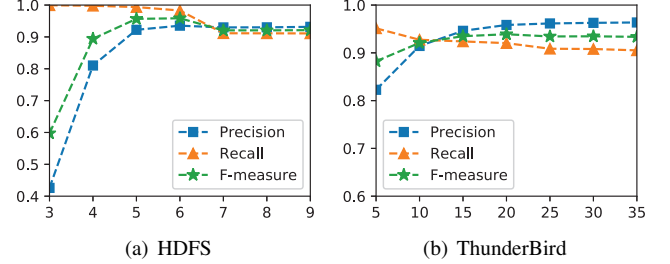 1.0
0.9
0.8
0.7
0.6
0.5
0.4
Precision
Recall
F-measure
3 4 5 6 7 8 9
(a) HDFS
1.0
0.9
0.8
0.7
0.6
Precision
Recall
F-measure
5 10 15 20 25 30 35
(b) ThunderBird